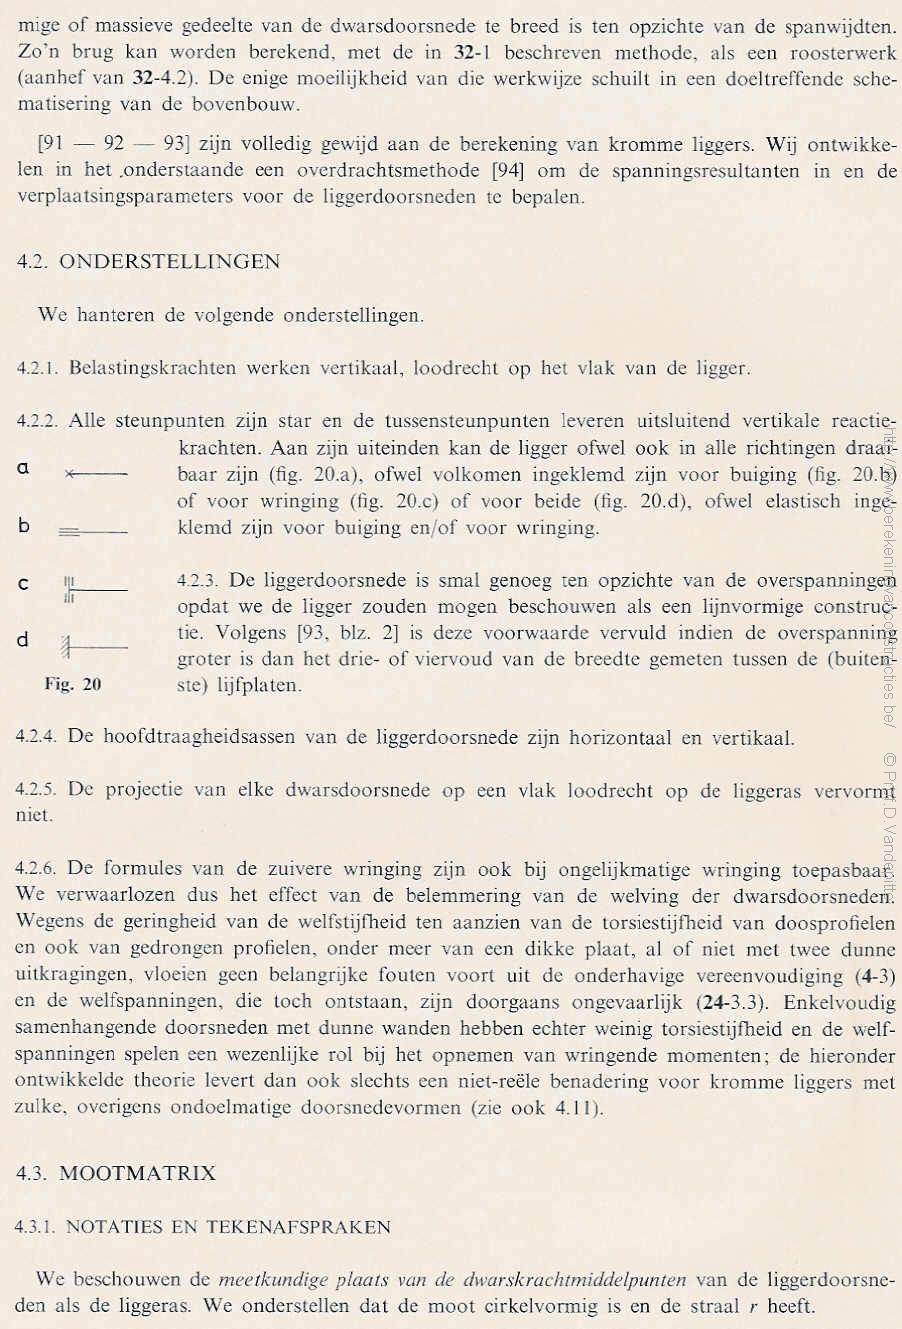 mige of massieve gedeelte van de dwarsdoorsnede te breed is ten opzichte van de spanwijdten.
Zo'n brug kan worden berekend, met de in 32-1 beschreven methode, als een roosterwerk
(aanhef van 32-4.2). De enige moeilijkheid van die werkwijze schuilt in een doeltreffende sche-
matisering van de bovenbouw.
[91 — 92 — 93] zijn volledig gewijd aan de berekening van kromme liggers. Wij ontwikke-
len in het onderstaande een overdrachtsmethode [94] om de spanningsresultanten in en de
verplaatsingsparameters voor de liggerdoorsneden te bepalen.
4.2. ONDERSTELLINGEN
We hanteren de volgende onderstellingen.
4.2.1. Belastingskrachten werken vertikaal, loodrecht op het vlak van de ligger.
4.2.2. Alle steunpunten zijn star en de tussensteunpunten leveren uitsluitend vertikale reactie-
krachten. Aan zijn uiteinden kan de ligger ofwel ook in alle richtingen draai-
baar zijn (fig. 20.a), ofwel volkomen ingeklemd zijn voor buiging (fig. 20.b)
of voor wringing (fig. 20.c) of voor beide (fig. 20.d), ofwel elastisch inge-
klemd zijn voor buiging en/of voor wringing.
a
b
c
d
Fig. 20
4.2.3. De liggerdoorsnede is smal genoeg ten opzichte van de overspanningen
opdat we de ligger zouden mogen beschouwen als een lijnvormige construc-
tie. Volgens [93, blz. 2] is deze voorwaarde vervuld indien de overspanning
groter is dan het drie- of viervoud van de breedte gemeten tussen de (buiten-
ste) lijfplaten.
4.2.4. De hoofdtraagheidsassen van de liggerdoorsnede zijn horizontaal en vertikaal.
4.2.5. De projectie van elke dwarsdoorsnede op een vlak loodrecht op de liggeras vervormt
niet.
4.2.6. De formules van de zuivere wringing zijn ook bij ongelijkmatige wringing toepasbaar.
We verwaarlozen dus het effect van de belemmering van de welving der dwarsdoorsneden.
Wegens de geringheid van de welfstijfheid ten aanzien van de torsiestijfheid van doosprofielen
en ook van gedrongen profielen, onder meer van een dikke plaat, al of niet met twee dunne
uitkragingen, vloeien geen belangrijke fouten voort uit de onderhavige vereenvoudiging (4-3)
en de welfspanningen, die toch ontstaan, zijn doorgaans ongevaarlijk (24-3.3). Enkelvoudig
samenhangende doorsneden met dunne wanden hebben echter weinig torsiestijfheid en de welf-
spanningen spelen een wezenlijke rol bij het opnemen van wringende momenten; de hieronder
ontwikkelde theorie levert dan ook slechts een niet-reële benadering voor kromme liggers met
zulke, overigens ondoelmatige doorsnedevormen (zie ook 4.11).
4.3. MOOTMATRIX
4.3.1. NOTATIES EN TEKENAFSPRAKEN
We beschouwen de meetkundige plaats van de dwarskrachtmiddelpunten van de liggerdoorsne-
den als de liggeras. We onderstellen dat de moot cirkelvormig is en de straal r heeft.
http://www.berekeningvanconstructies.be/ © Prof.D.Vandepitte